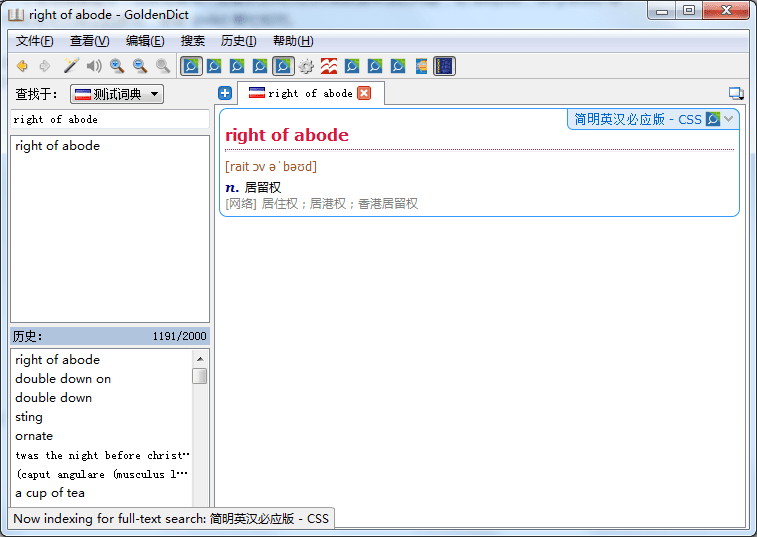 right of abode - GoldenDict
文件(F) 查看(V) 编辑(E) 搜索 历史(I) 帮助(H)
查找于: 测试词典
right of abode
right of abode
right of abode
简明英汉必应版 - CSS
right of abode
[rait ɔv əˈbəʊd]
n. 居留权
[网络] 居住权；居港权；香港居留权
历史: 1191/2000
right of abode
double down on
double down
sting
ornate
twas the night before christ…
(caput angulare (musculus l…
a cup of tea
Now indexing for full-text search: 简明英汉必应版 - CSS